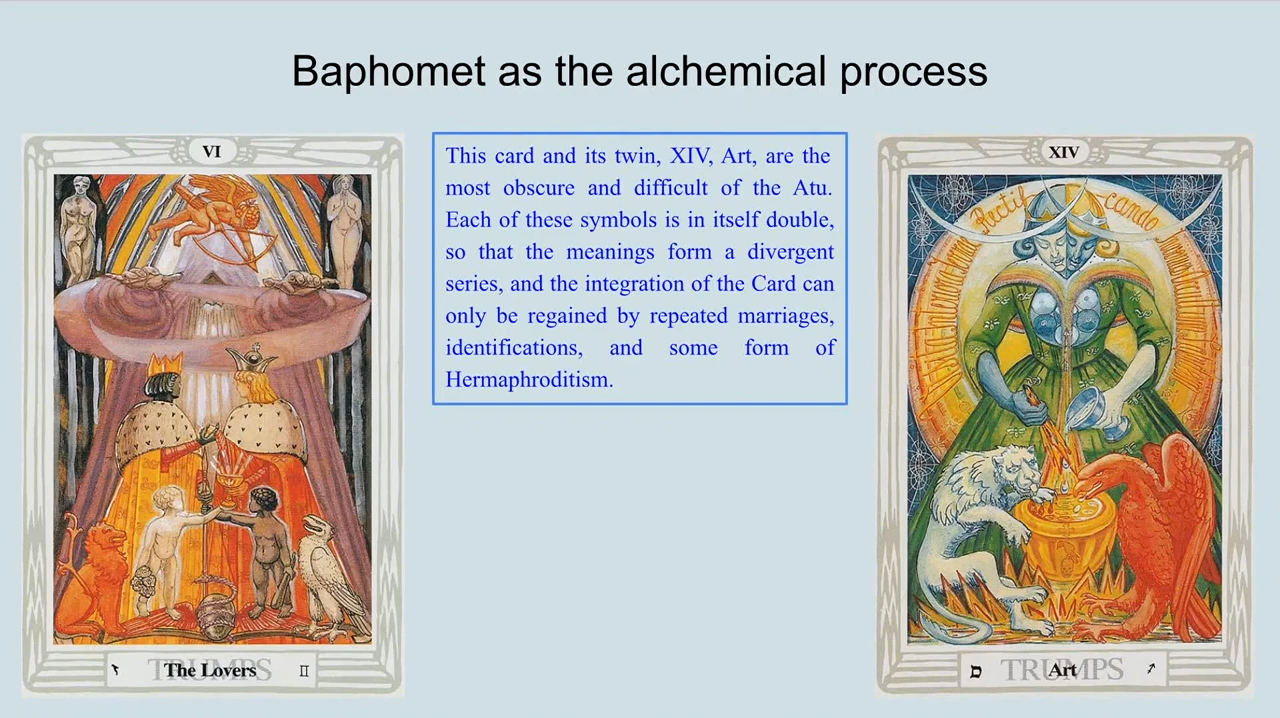 Baphomet as the alchemical process
VI
This card and its twin, XIV, Art, are the
most obscure and difficult of the Atu.
Each of these symbols is in itself double,
so that the meanings form a divergent
series, and the integration of the Card can
only be regained by repeated marriages,
identifications, and some form of
Hermaphroditism.
XIV
Rectificando
ז TRUMPS The Lovers ♊
ם TRUMPS Art ♐